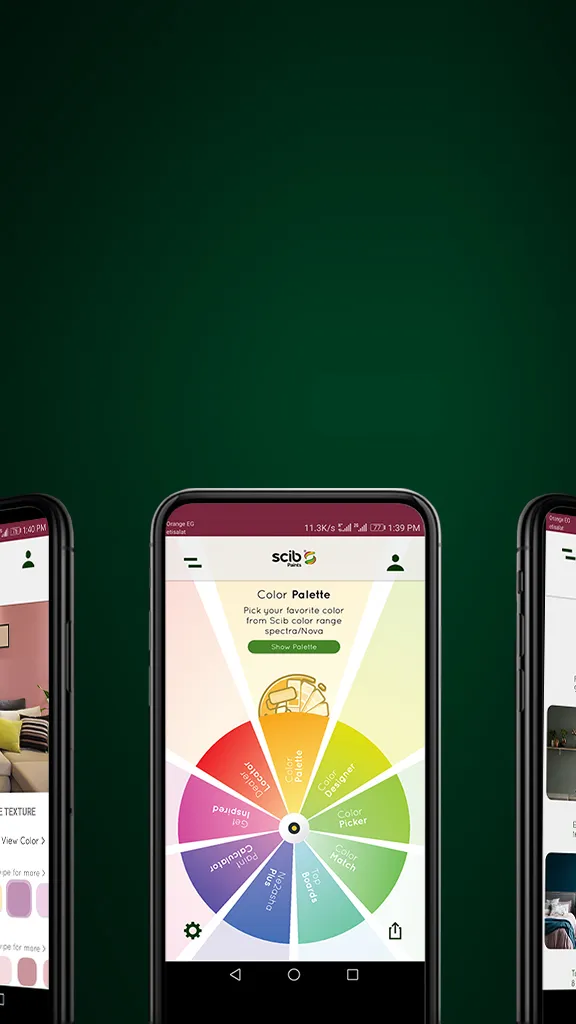 1:40 PM
E TEXTURE
View Color >
ype for more >
ype for more >
Orange EG
etisalat
11.3K/s
77
1:39 PM
scib
Paints
Color Palette
Pick your favorite color
from Scib color range
spectra/Nova
Show Palette
Color
Palette
Color
Designer
Color
Picker
Color
Match
Top
Boards
Ne2asha
Plus
Paint
Calculator
Get
Inspired
Dealer
Locator
Orange EG
etisalat